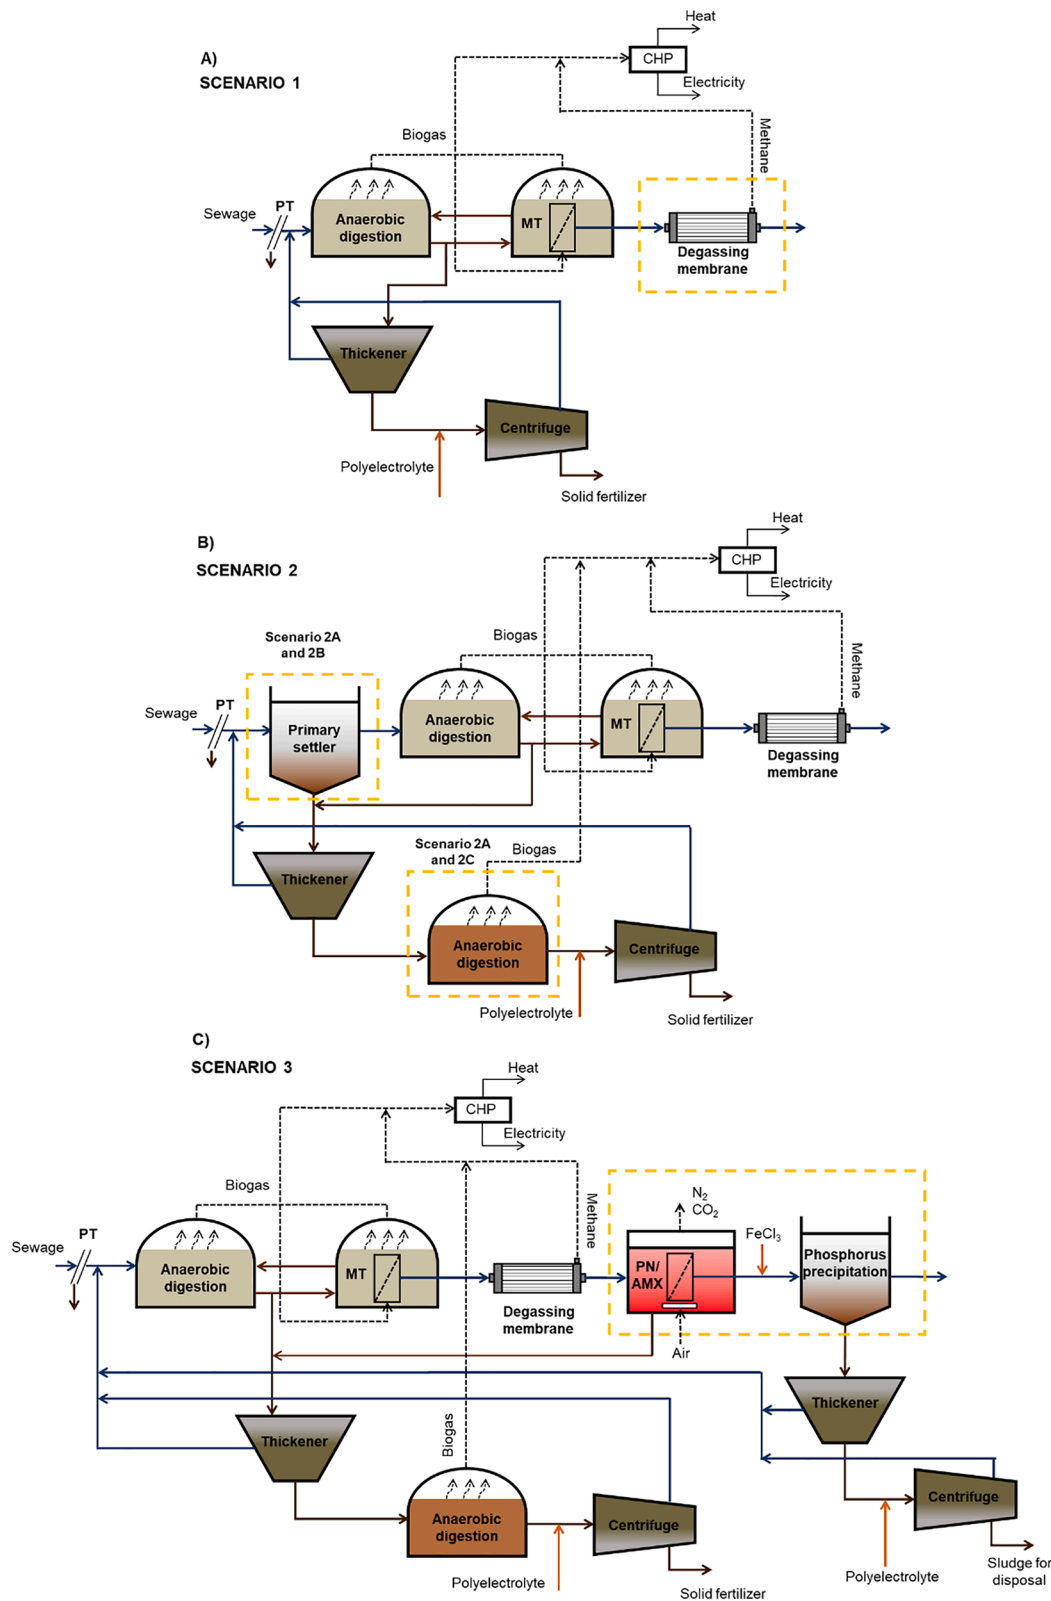 A)
SCENARIO 1
Heat
CHP
Electricity
Biogas
Methane
Sewage
PT
Anaerobic
digestion
MT
Degassing
membrane
Thickener
Centrifuge
Polyelectrolyte
Solid fertilizer
B)
SCENARIO 2
Heat
CHP
Electricity
Scenario 2A
and 2B
Biogas
Methane
Sewage
PT
Primary
settler
Anaerobic
digestion
MT
Degassing
membrane
Scenario 2A
and 2C
Biogas
Thickener
Anaerobic
digestion
Centrifuge
Polyelectrolyte
Solid fertilizer
C)
SCENARIO 3
Heat
CHP
Electricity
Biogas
Methane
N2
CO2
Sewage
PT
Anaerobic
digestion
MT
Degassing
membrane
PN/
AMX
FeCl3
Phosphorus
precipitation
Air
Thickener
Thickener
Biogas
Anaerobic
digestion
Centrifuge
Centrifuge
Polyelectrolyte
Solid fertilizer
Polyelectrolyte
Sludge for
disposal